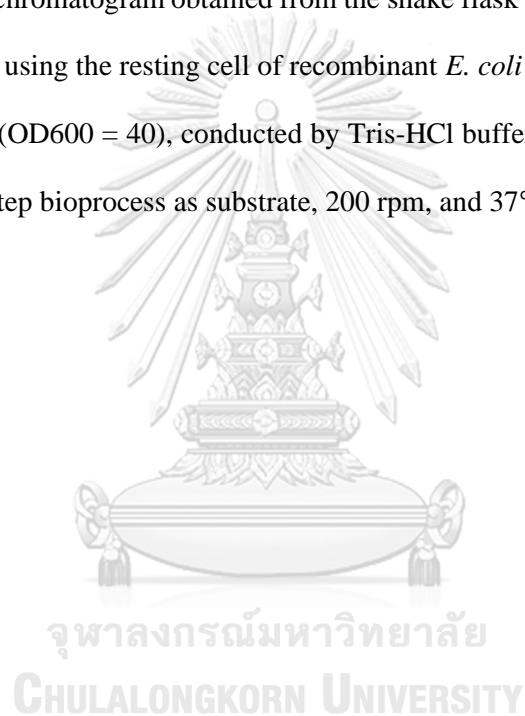 chromatogram obtained from the shake flask
using the resting cell of recombinant E. coli
(OD600 = 40), conducted by Tris-HCl buffer
tep bioprocess as substrate, 200 rpm, and 37°
จุฬาลงกรณ์มหาวิทยาลัย
CHULALONGKORN UNIVERSITY